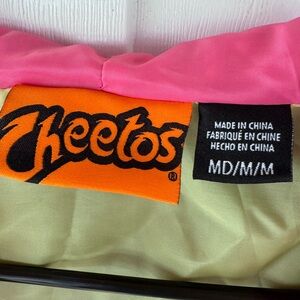 Cheetos
®
MADE IN CHINA
FABRIQUÉ EN CHINE
HECHO EN CHINA
MD/M/M